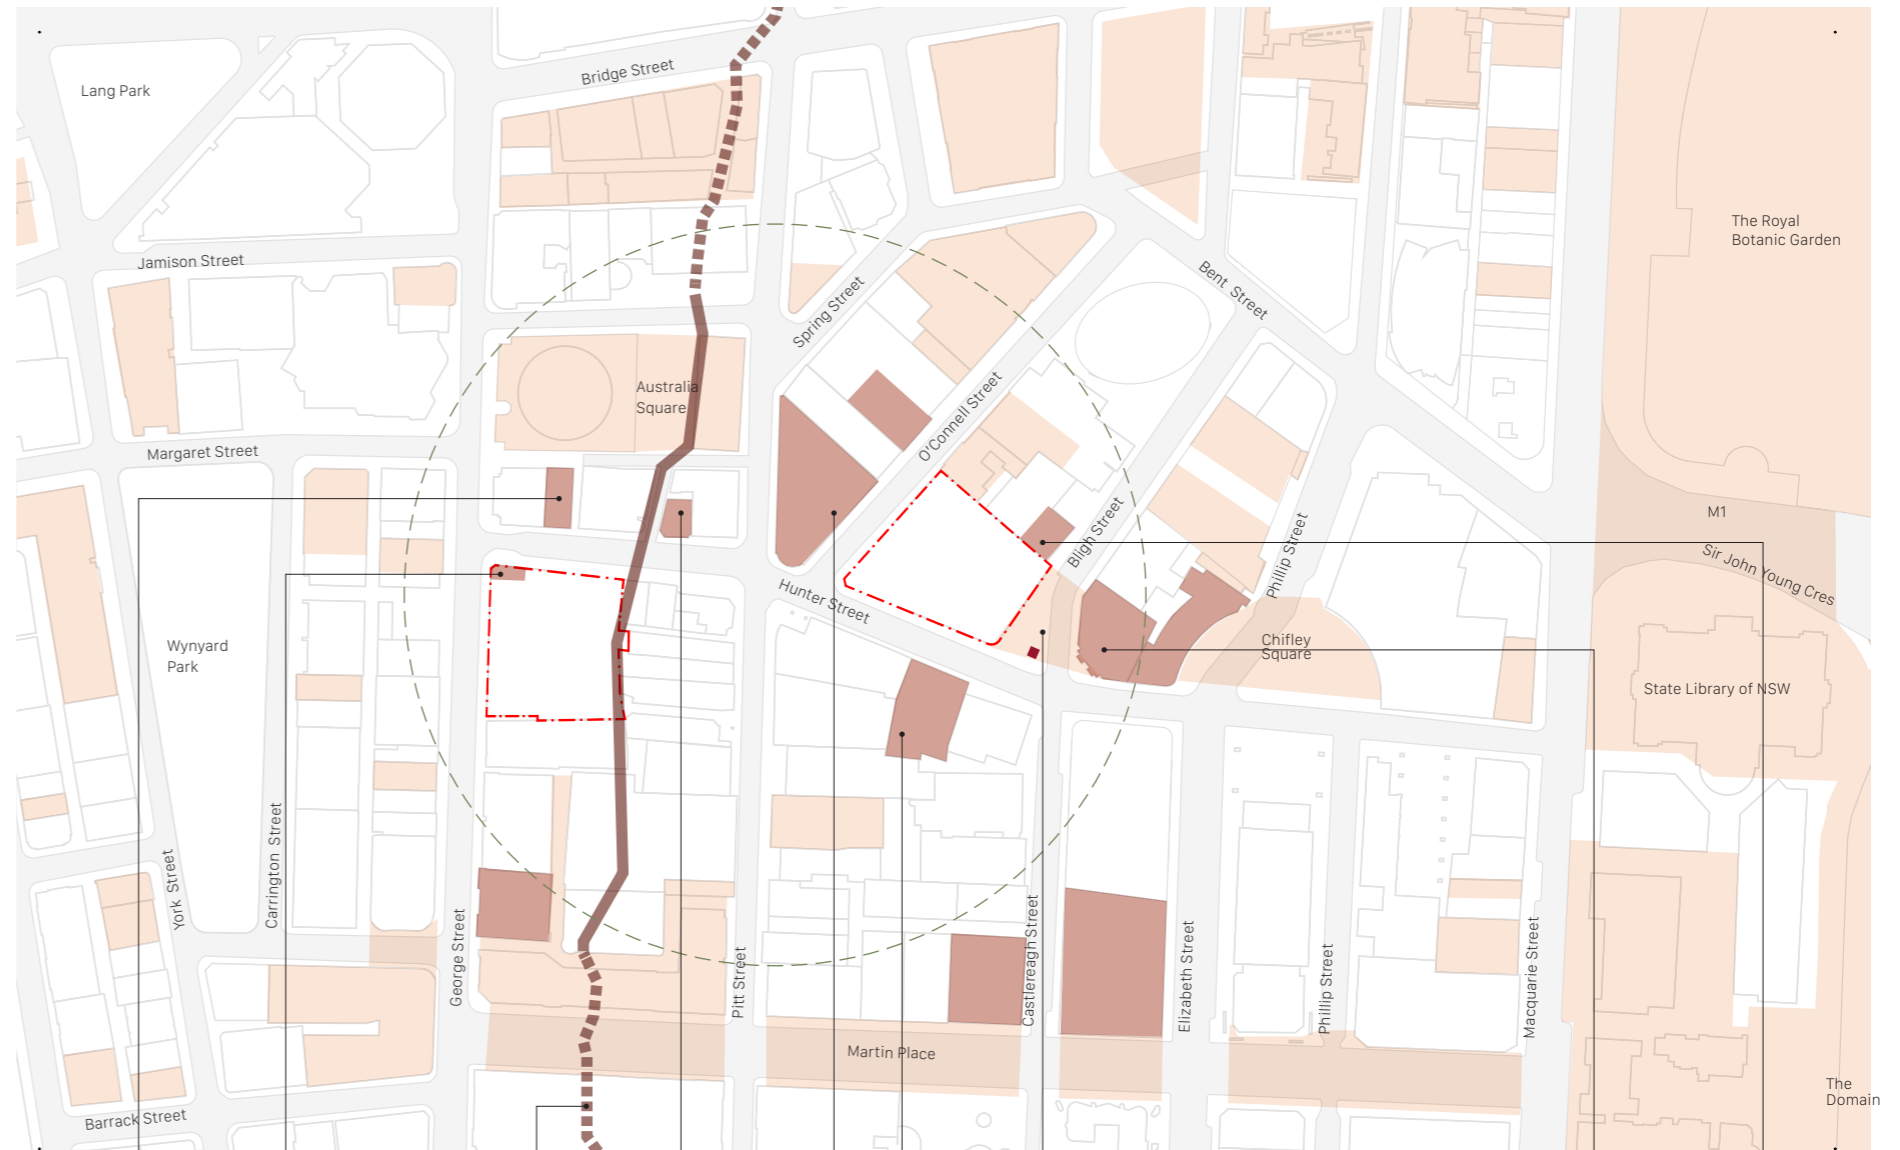 Bridge Street
Lang Park
The Royal
Botanic Garden
Jamison Street
Bent Street
Spring Street
Australia
Square
O'Connell Street
Margaret Street
M1
Bligh Street
Phillip Street
Sir John Young Cres
Hunter Street
Wynyard
Park
Chifley
Square
State Library of NSW
York Street
Carrington Street
George Street
Pitt Street
Castlereagh Street
Elizabeth Street
Phillip Street
Macquarie Street
Martin Place
The
Domain
Barrack Street